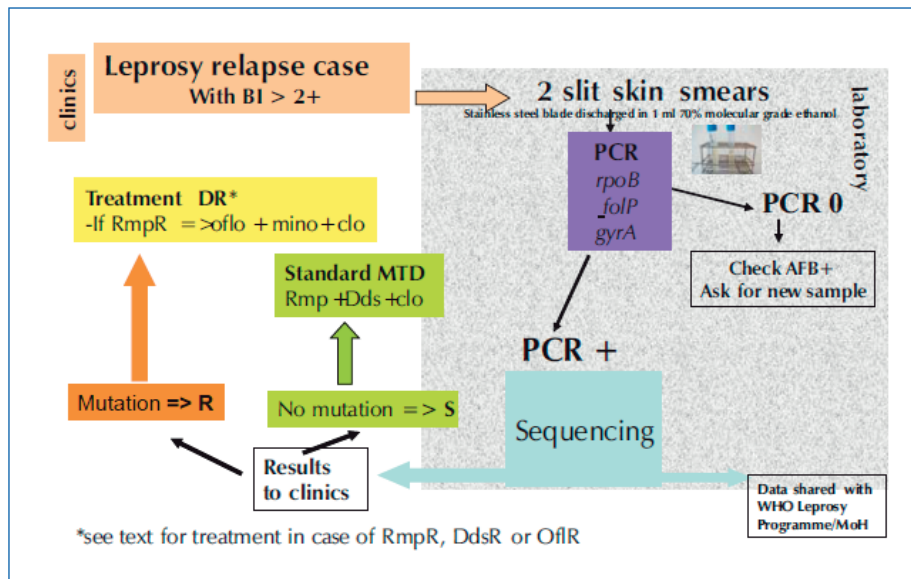 clinics
Leprosy relapse case
With BI > 2+
2 slit skin smears
Stainless steel blade discharged in 1 ml 70% molecular grade ethanol
laboratory
PCR
rpoB
_folP
gyrA
PCR 0
Check AFB+
Ask for new sample
Treatment DR*
-If RmpR =>oflo + mino+clo
Standard MTD
Rmp +Dds +clo
PCR +
Sequencing
Mutation => R
No mutation = > S
Results
to clinics
Data shared with
WHO Leprosy
Programme/MoH
*see text for treatment in case of RmpR, DdsR or OflR